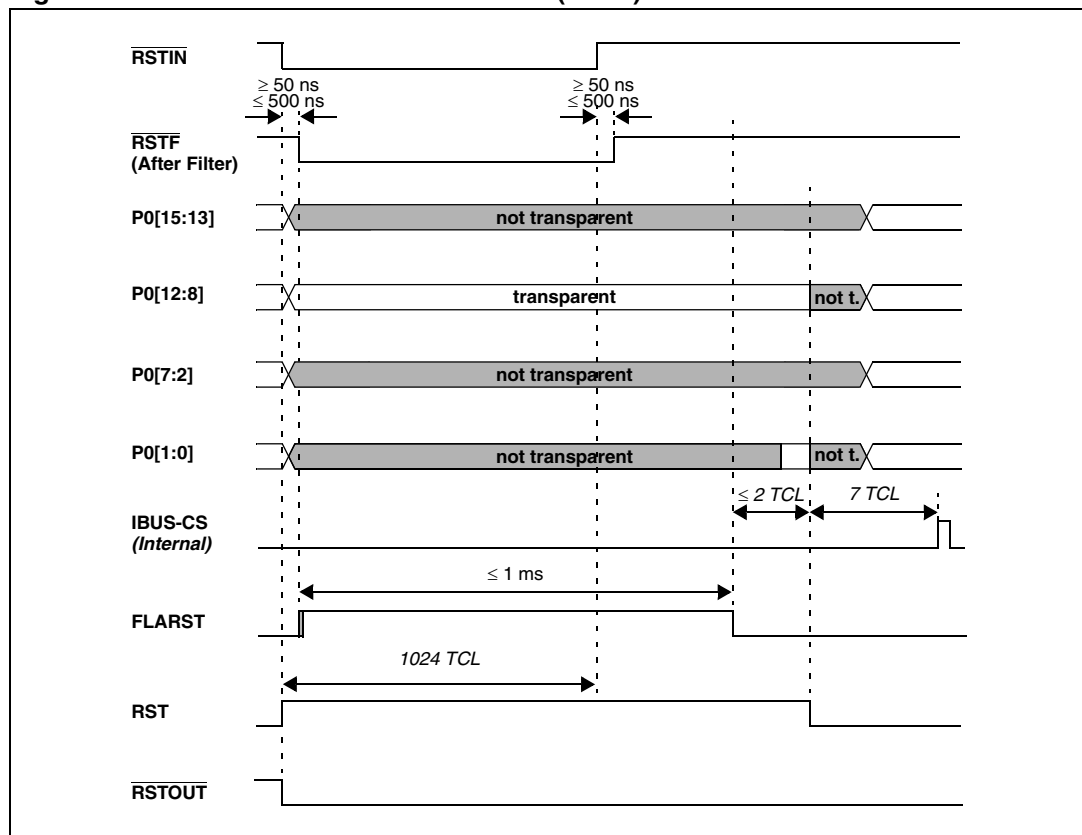 RSTIN
≥ 50 ns ≥ 50 ns
≤ 500 ns ≤ 500 ns
RSTF
(After Filter)
P0[15:13] not transparent
P0[12:8] transparent not t.
P0[7:2] not transparent
P0[1:0] not transparent not t.
≤ 2 TCL 7 TCL
IBUS-CS
(Internal)
≤ 1 ms
FLARST
1024 TCL
RST
RSTOUT